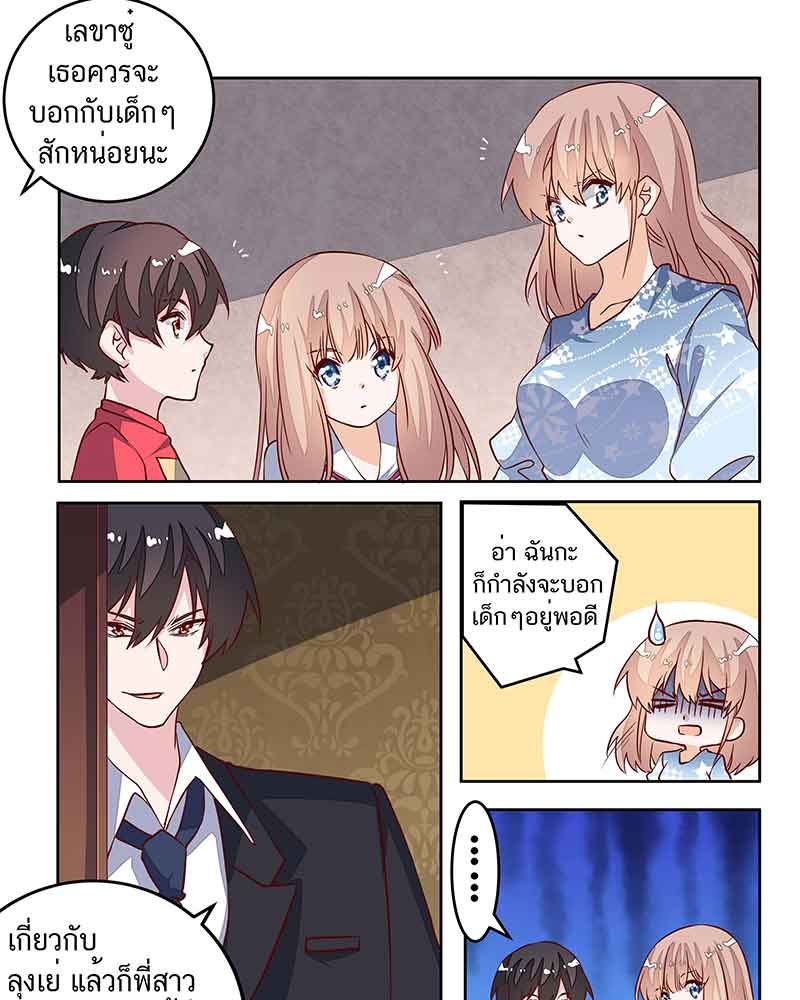 เลขาซู่
เธอควรจะ
บอกกับเด็กๆ
สักหน่อยนะ
อ่า ฉันกะ
ก็กำลังจะบอก
เด็กๆอยู่พอดี
......
เกี่ยวกับ
ลุงเย่ แล้วก็พี่สาว